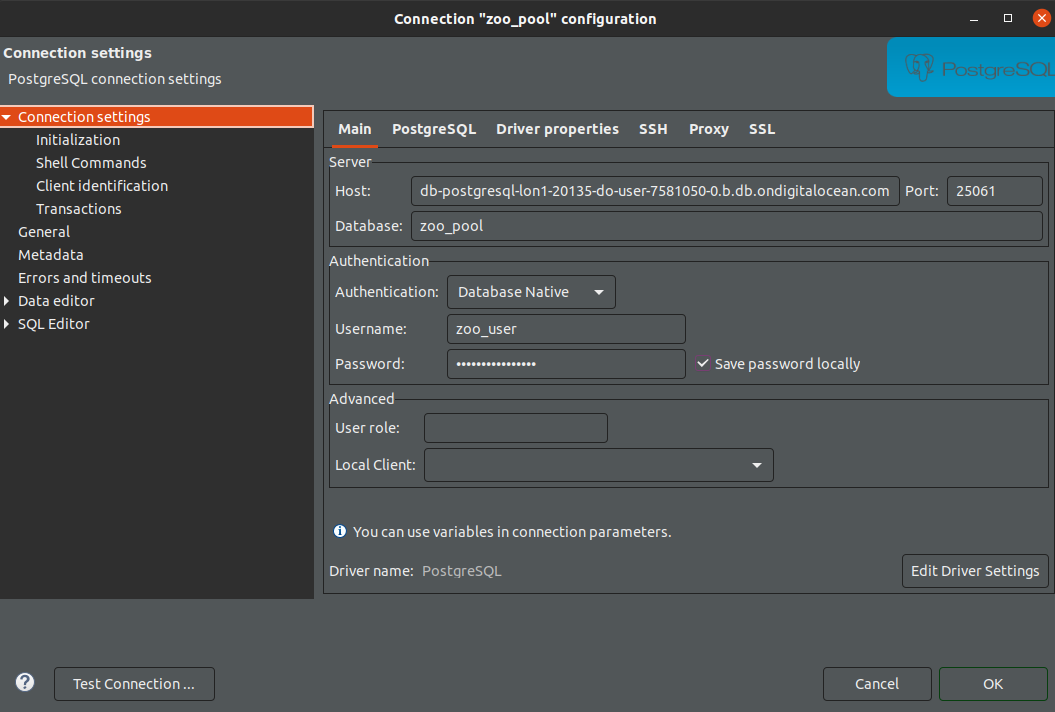 Connection "zoo_pool" configuration
Connection settings
PostgreSQL connection settings
PostgreSQL
Connection settings
Initialization
Shell Commands
Client identification
Transactions
General
Metadata
Errors and timeouts
Data editor
SQL Editor
Main PostgreSQL Driver properties SSH Proxy SSL
Server
Host: db-postgresql-lon1-20135-do-user-7581050-0.b.db.ondigitalocean.com Port: 25061
Database: zoo_pool
Authentication
Authentication: Database Native
Username: zoo_user
Password: •••••••••••••••• Save password locally
Advanced
User role:
Local Client:
You can use variables in connection parameters.
Driver name: PostgreSQL Edit Driver Settings
? Test Connection ... Cancel OK